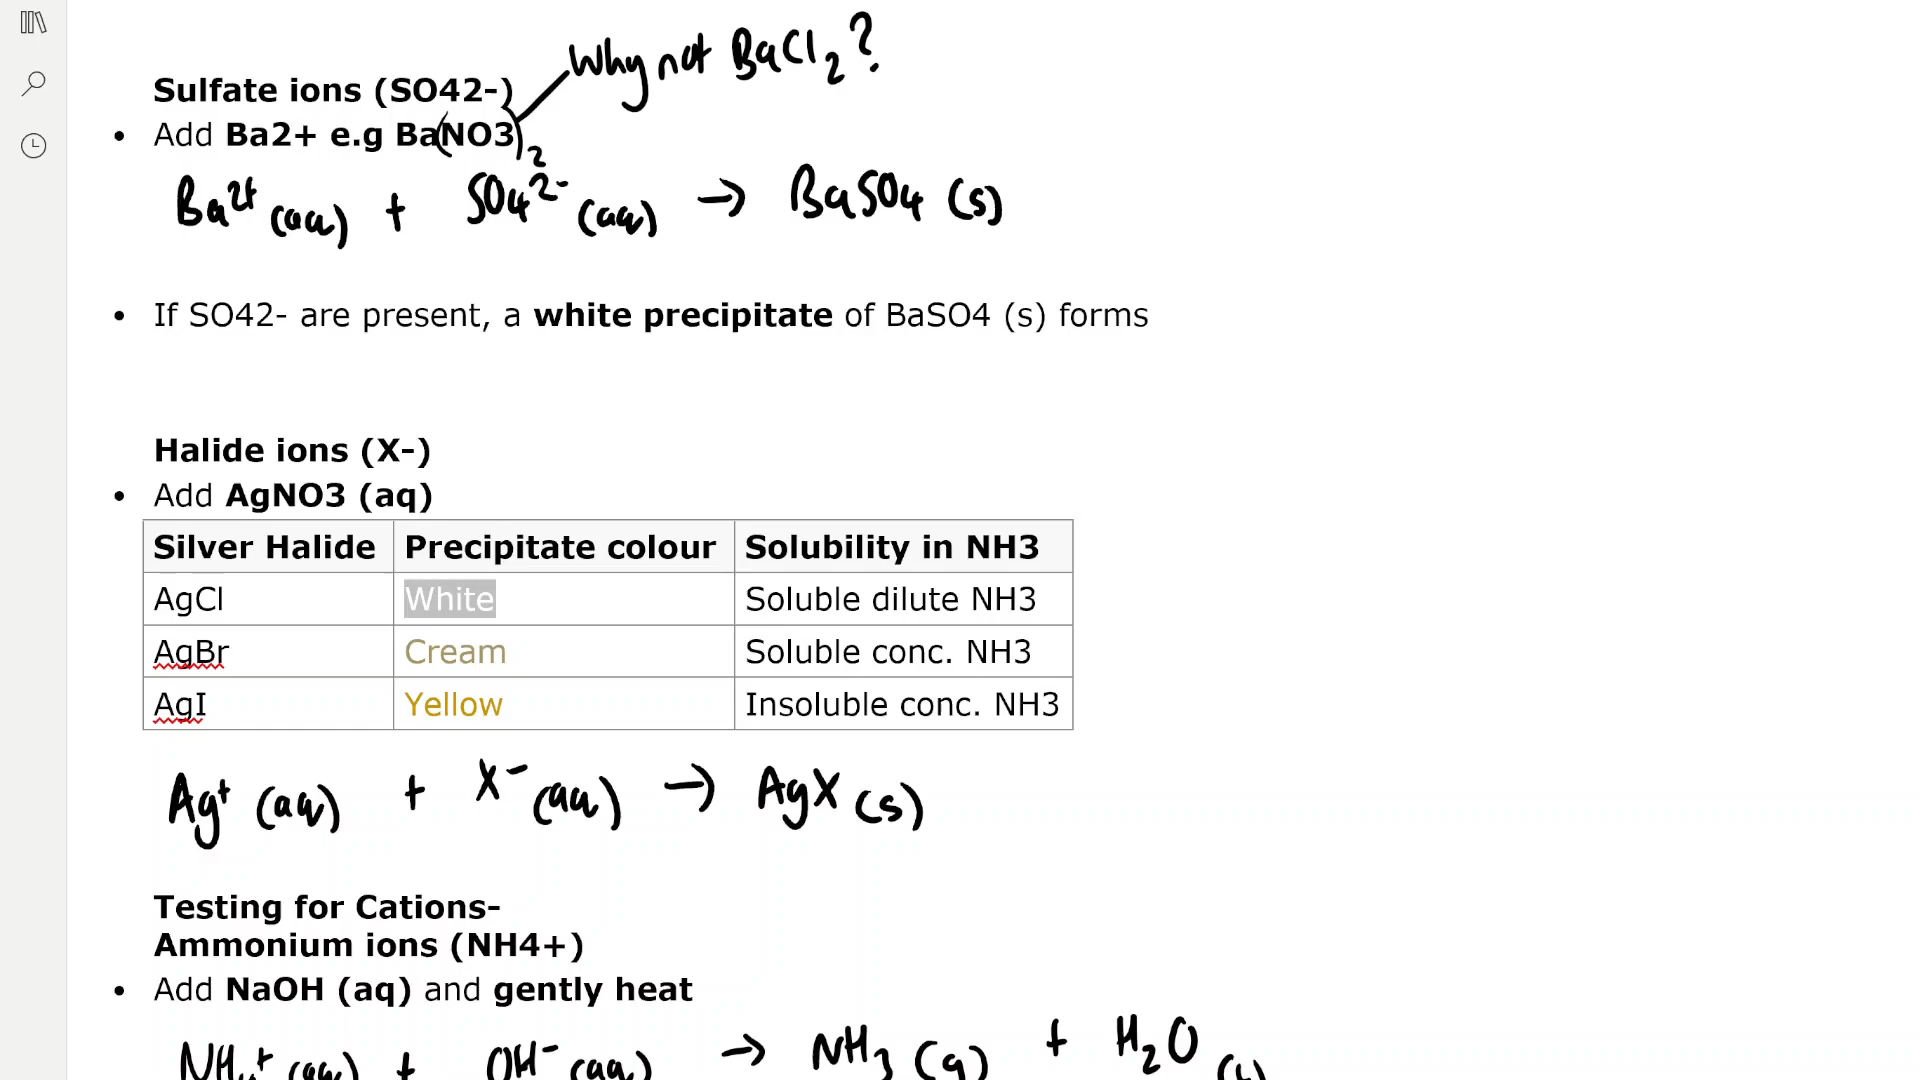 Why not BaCl2?
Sulfate ions (SO42-)
• Add Ba2+ e.g Ba(NO3)2
Ba2+ (aq) + SO42- (aq) → BaSO4 (s)
• If SO42- are present, a white precipitate of BaSO4 (s) forms
Halide ions (X-)
• Add AgNO3 (aq)
Silver Halide Precipitate colour Solubility in NH3
AgCl White Soluble dilute NH3
AgBr Cream Soluble conc. NH3
AgI Yellow Insoluble conc. NH3
Ag+ (aq) + X- (aq) → AgX (s)
Testing for Cations-
Ammonium ions (NH4+)
• Add NaOH (aq) and gently heat
NH4+ (aq) + OH- (aq) → NH3 (g) + H2O (l)